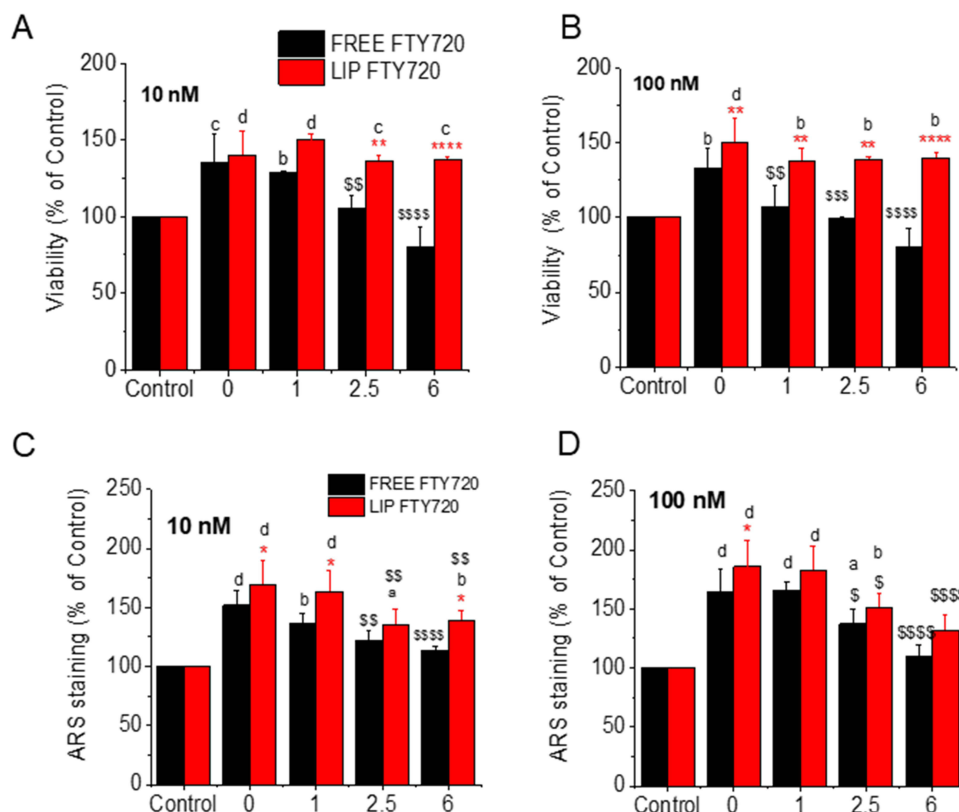 A
FREE FTY720
LIP FTY720
10 nM
Viability (% of Control)
200
150
100
50
0
c
d
b
d
$$
c
**
$$$$
c
****
Control 0 1 2.5 6
B
100 nM
Viability (% of Control)
200
150
100
50
0
b
d
**
$$
b
**
$$$
b
**
$$$$
b
****
Control 0 1 2.5 6
C
FREE FTY720
LIP FTY720
10 nM
ARS staining (% of Control)
250
200
150
100
50
0
d
d
*
b
d
*
$$
$$
a
$$$$
$$
b
*
Control 0 1 2.5 6
D
100 nM
ARS staining (% of Control)
250
200
150
100
50
0
d
d
*
d
d
a
$
b
$
$$$$
$$$$
Control 0 1 2.5 6